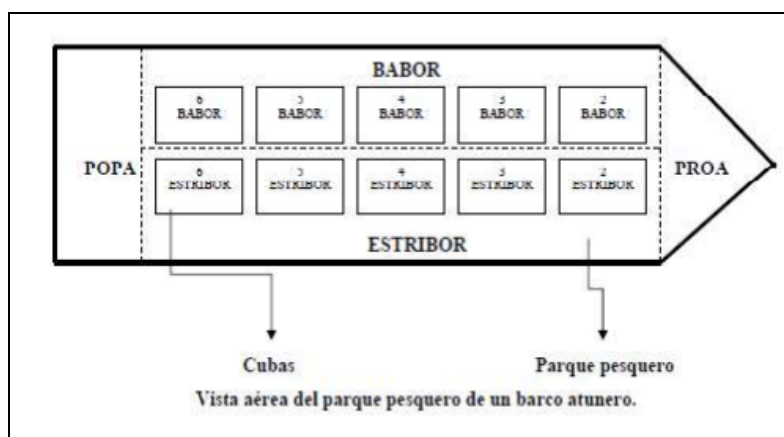 BABOR
6 5 4 3 2
BABOR BABOR BABOR BABOR BABOR
POPA
PROA
6 5 4 3 2
ESTRIBOR ESTRIBOR ESTRIBOR ESTRIBOR ESTRIBOR
ESTRIBOR
Cubas Parque pesquero
Vista aérea del parque pesquero de un barco atunero.